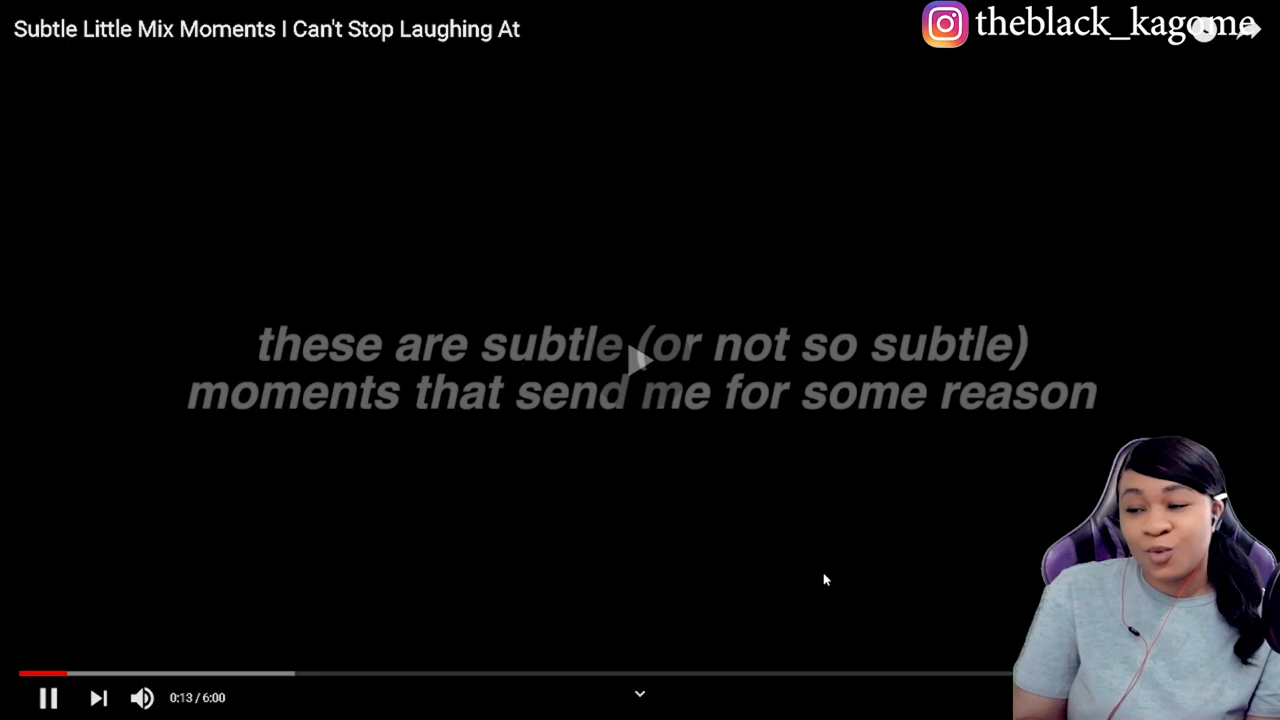 Subtle Little Mix Moments I Can't Stop Laughing At
theblack_kagome
these are subtle (or not so subtle)
moments that send me for some reason
0:13 / 6:00